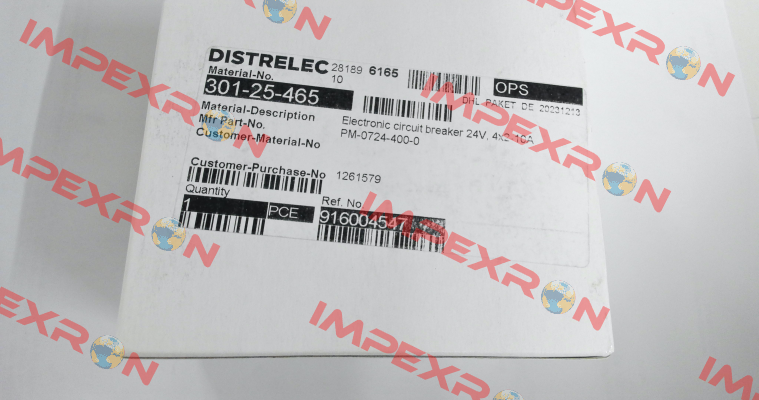 DISTRELEC 28189 6165
10
OPS
Material-No.
301-25-465
DHL PAKET DE 20231213
Material-Description Electronic circuit breaker 24V, 4x2-10A
Mfr Part-No. PM-0724-400-0
Customer-Material-No
Customer-Purchase-No 1261579
Quantity
1 PCE
Ref. No.
916004547
IMPEXRON
IMPEXRON
IMPEXRON
IMPEXRON
IMPEXRON
IMPEXRON
IMPEXRON